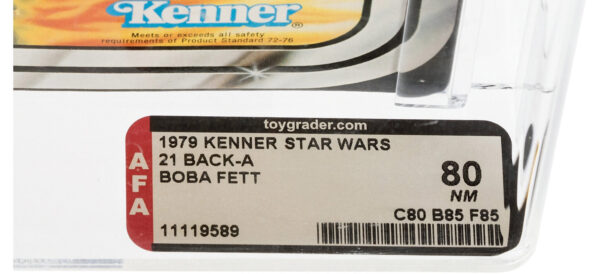 Kenner®
Meets or exceeds all safety
requirements of Product Standard 72-76
toygrader.com
AFA
1979 KENNER STAR WARS
21 BACK-A
BOBA FETT
11119589
80
NM
C80 B85 F85